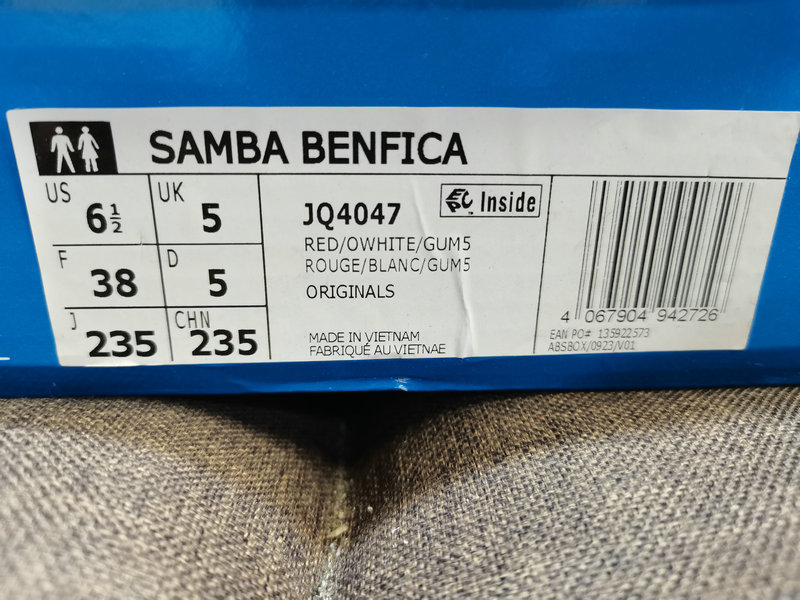 SAMBA BENFICA
US 6½ UK 5
F 38 D 5
J 235 CHN 235
JQ4047
EPC Inside
RED/OWHITE/GUM5
ROUGE/BLANC/GUM5
ORIGINALS
MADE IN VIETNAM
FABRIQUÉ AU VIETNAE
4 067904 942726
EAN PO# 135922573
ABSBOX/0923/V01